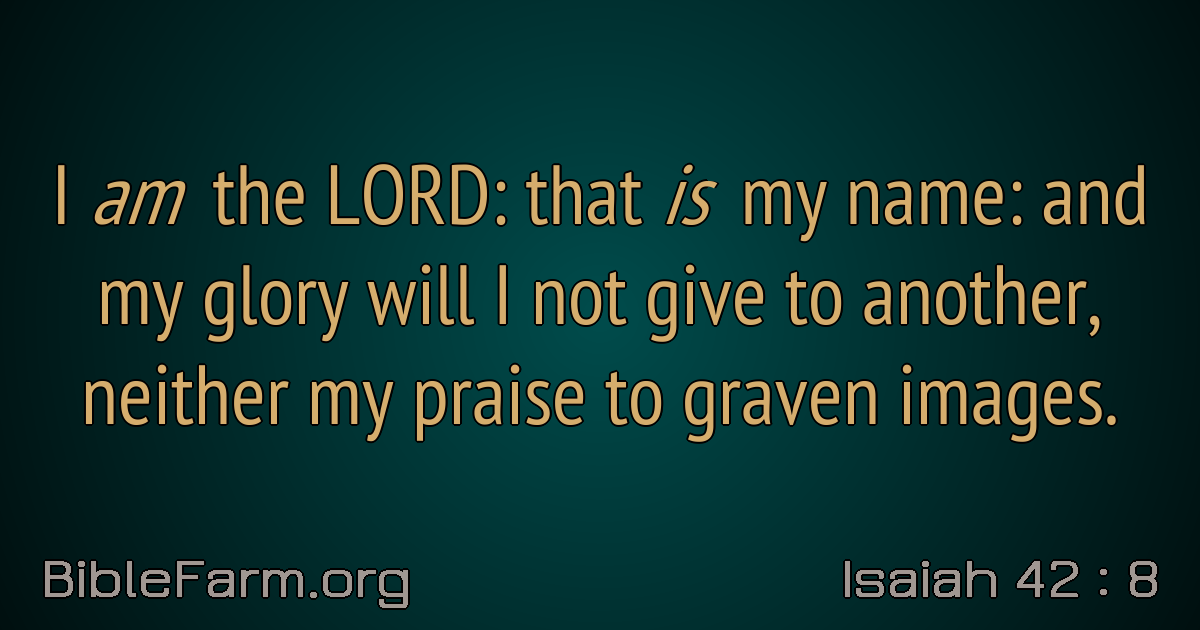 I am the LORD: that is my name: and
my glory will I not give to another,
neither my praise to graven images.
BibleFarm.org
Isaiah 42 : 8